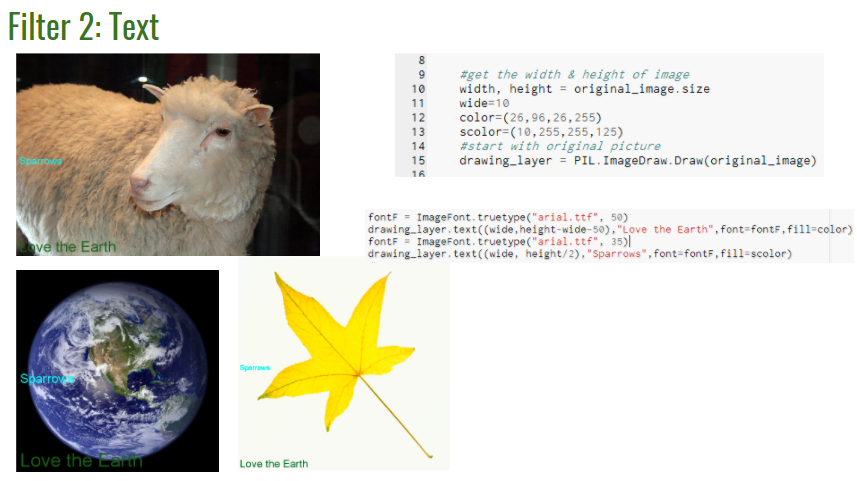 Filter 2: Text
Sparrows
Love the Earth
8
9 #get the width & height of image
10 width, height = original_image.size
11 wide=10
12 color=(26,96,26,255)
13 scolor=(10,255,255,125)
14 #start with original picture
15 drawing_layer = PIL.ImageDraw.Draw(original_image)
16
fontF = ImageFont.truetype("arial.ttf", 50)
drawing_layer.text((wide,height-wide-50),"Love the Earth",font=fontF,fill=color)
fontF = ImageFont.truetype("arial.ttf", 35)
drawing_layer.text((wide, height/2),"Sparrows",font=fontF,fill=scolor)
Sparrows
Love the Earth
Sparrows
Love the Earth